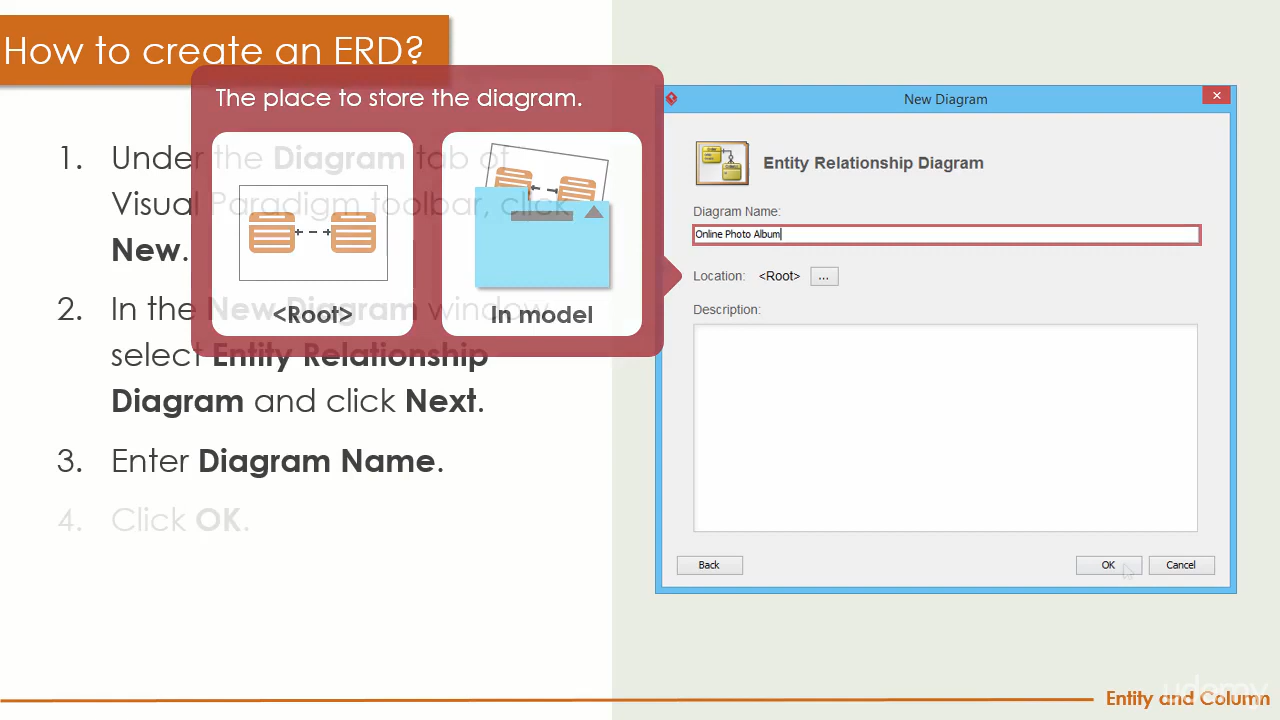 How to create an ERD?
The place to store the diagram.
<Root>
In model
1. Under the Diagram tab of
Visual Paradigm toolbar, click
New.
2. In the New Diagram window
select Entity Relationship
Diagram and click Next.
3. Enter Diagram Name.
4. Click OK.
New Diagram
Entity Relationship Diagram
Diagram Name:
Online Photo Album
Location: <Root> ...
Description:
Back
OK
Cancel
Entity and Column
udemy